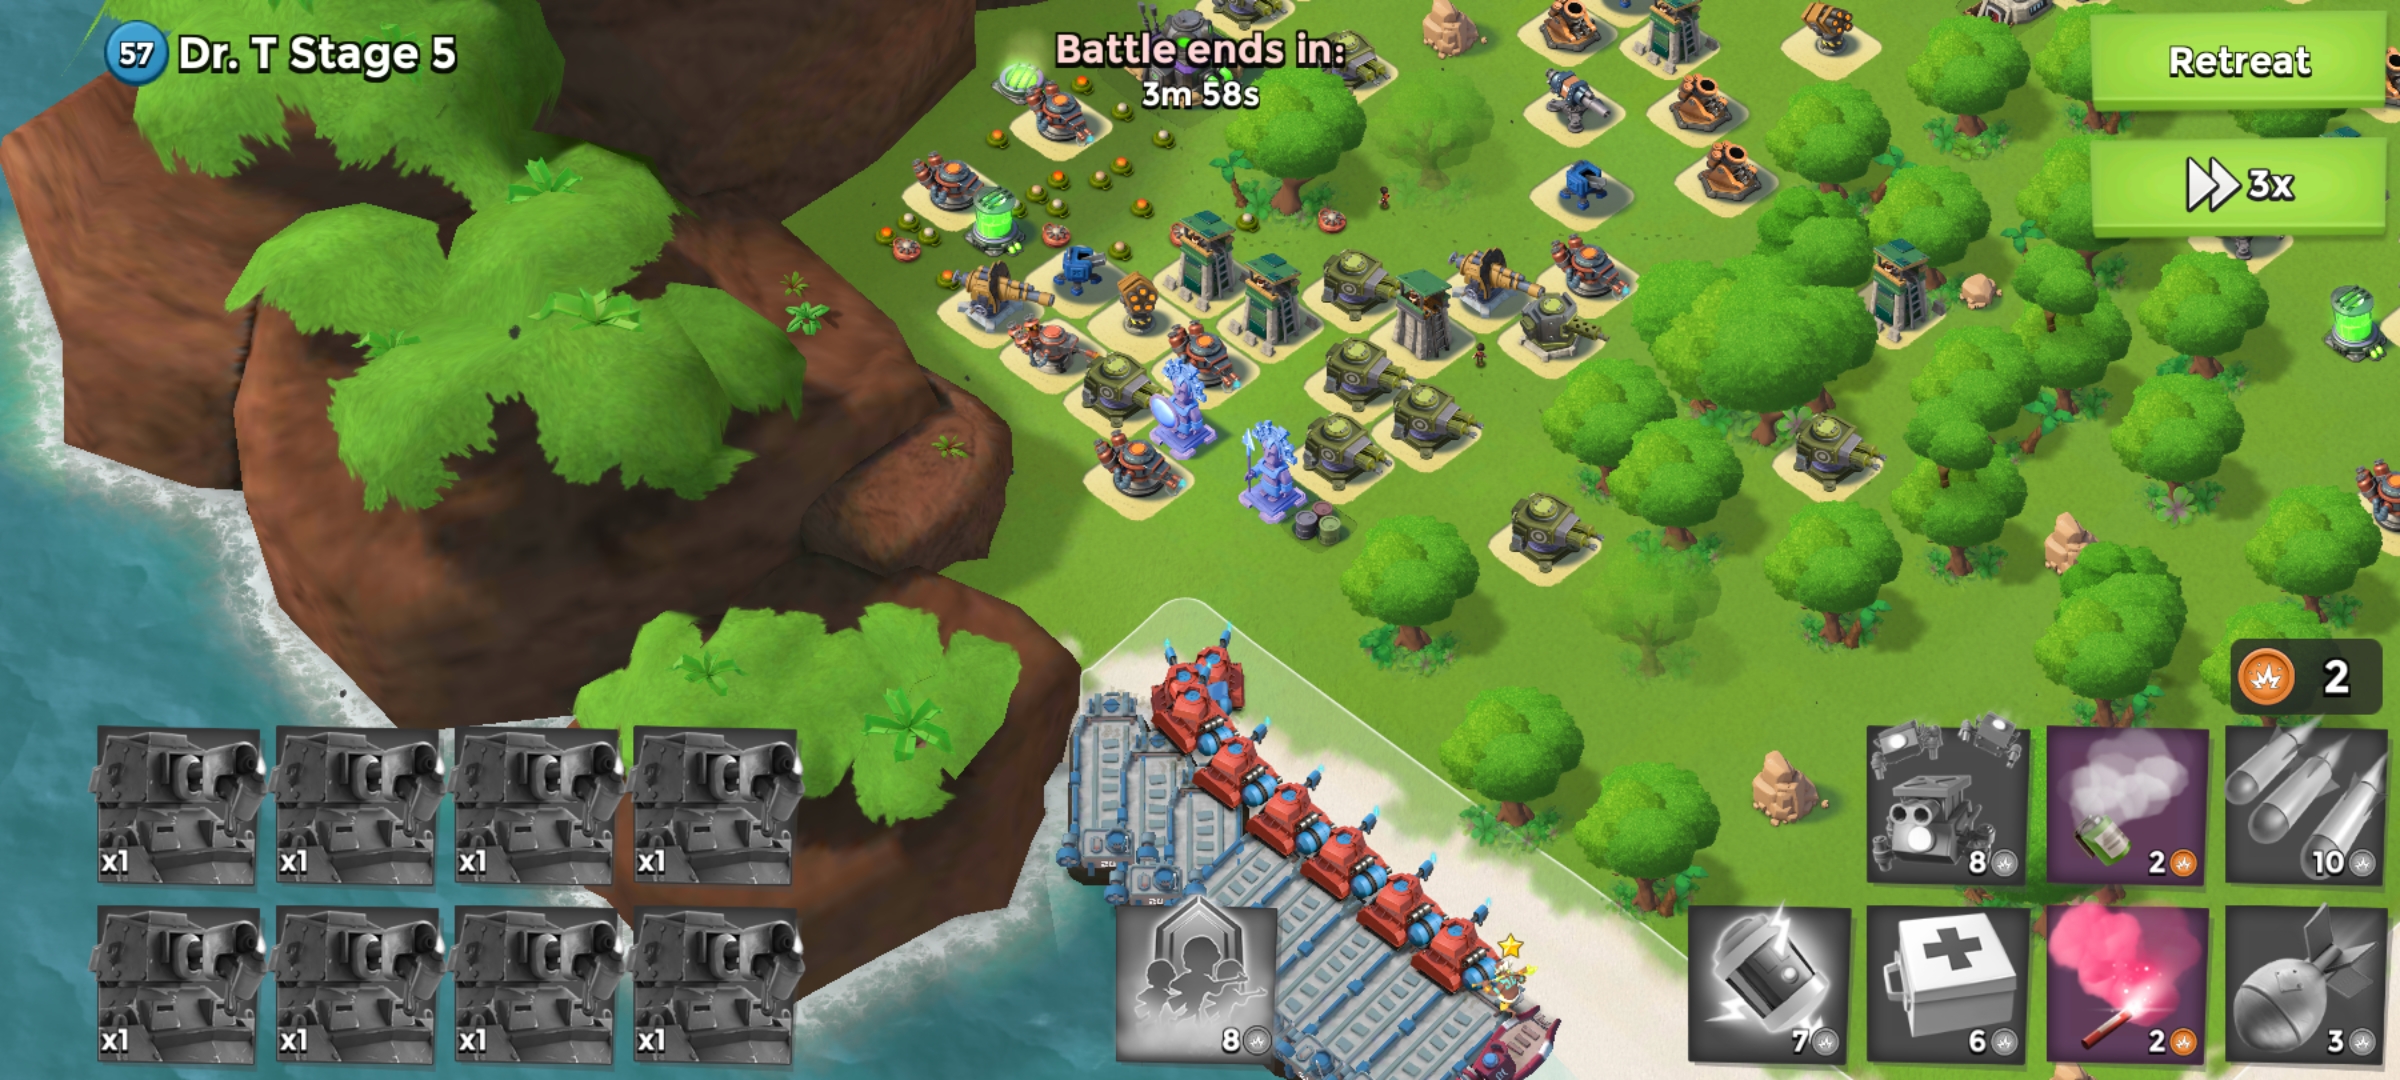 57 Dr. T Stage 5
Battle ends in:
3m 58s
Retreat
3x
2
x1 x1 x1 x1
8 2 10
x1 x1 x1 x1
8
7 6 2 3